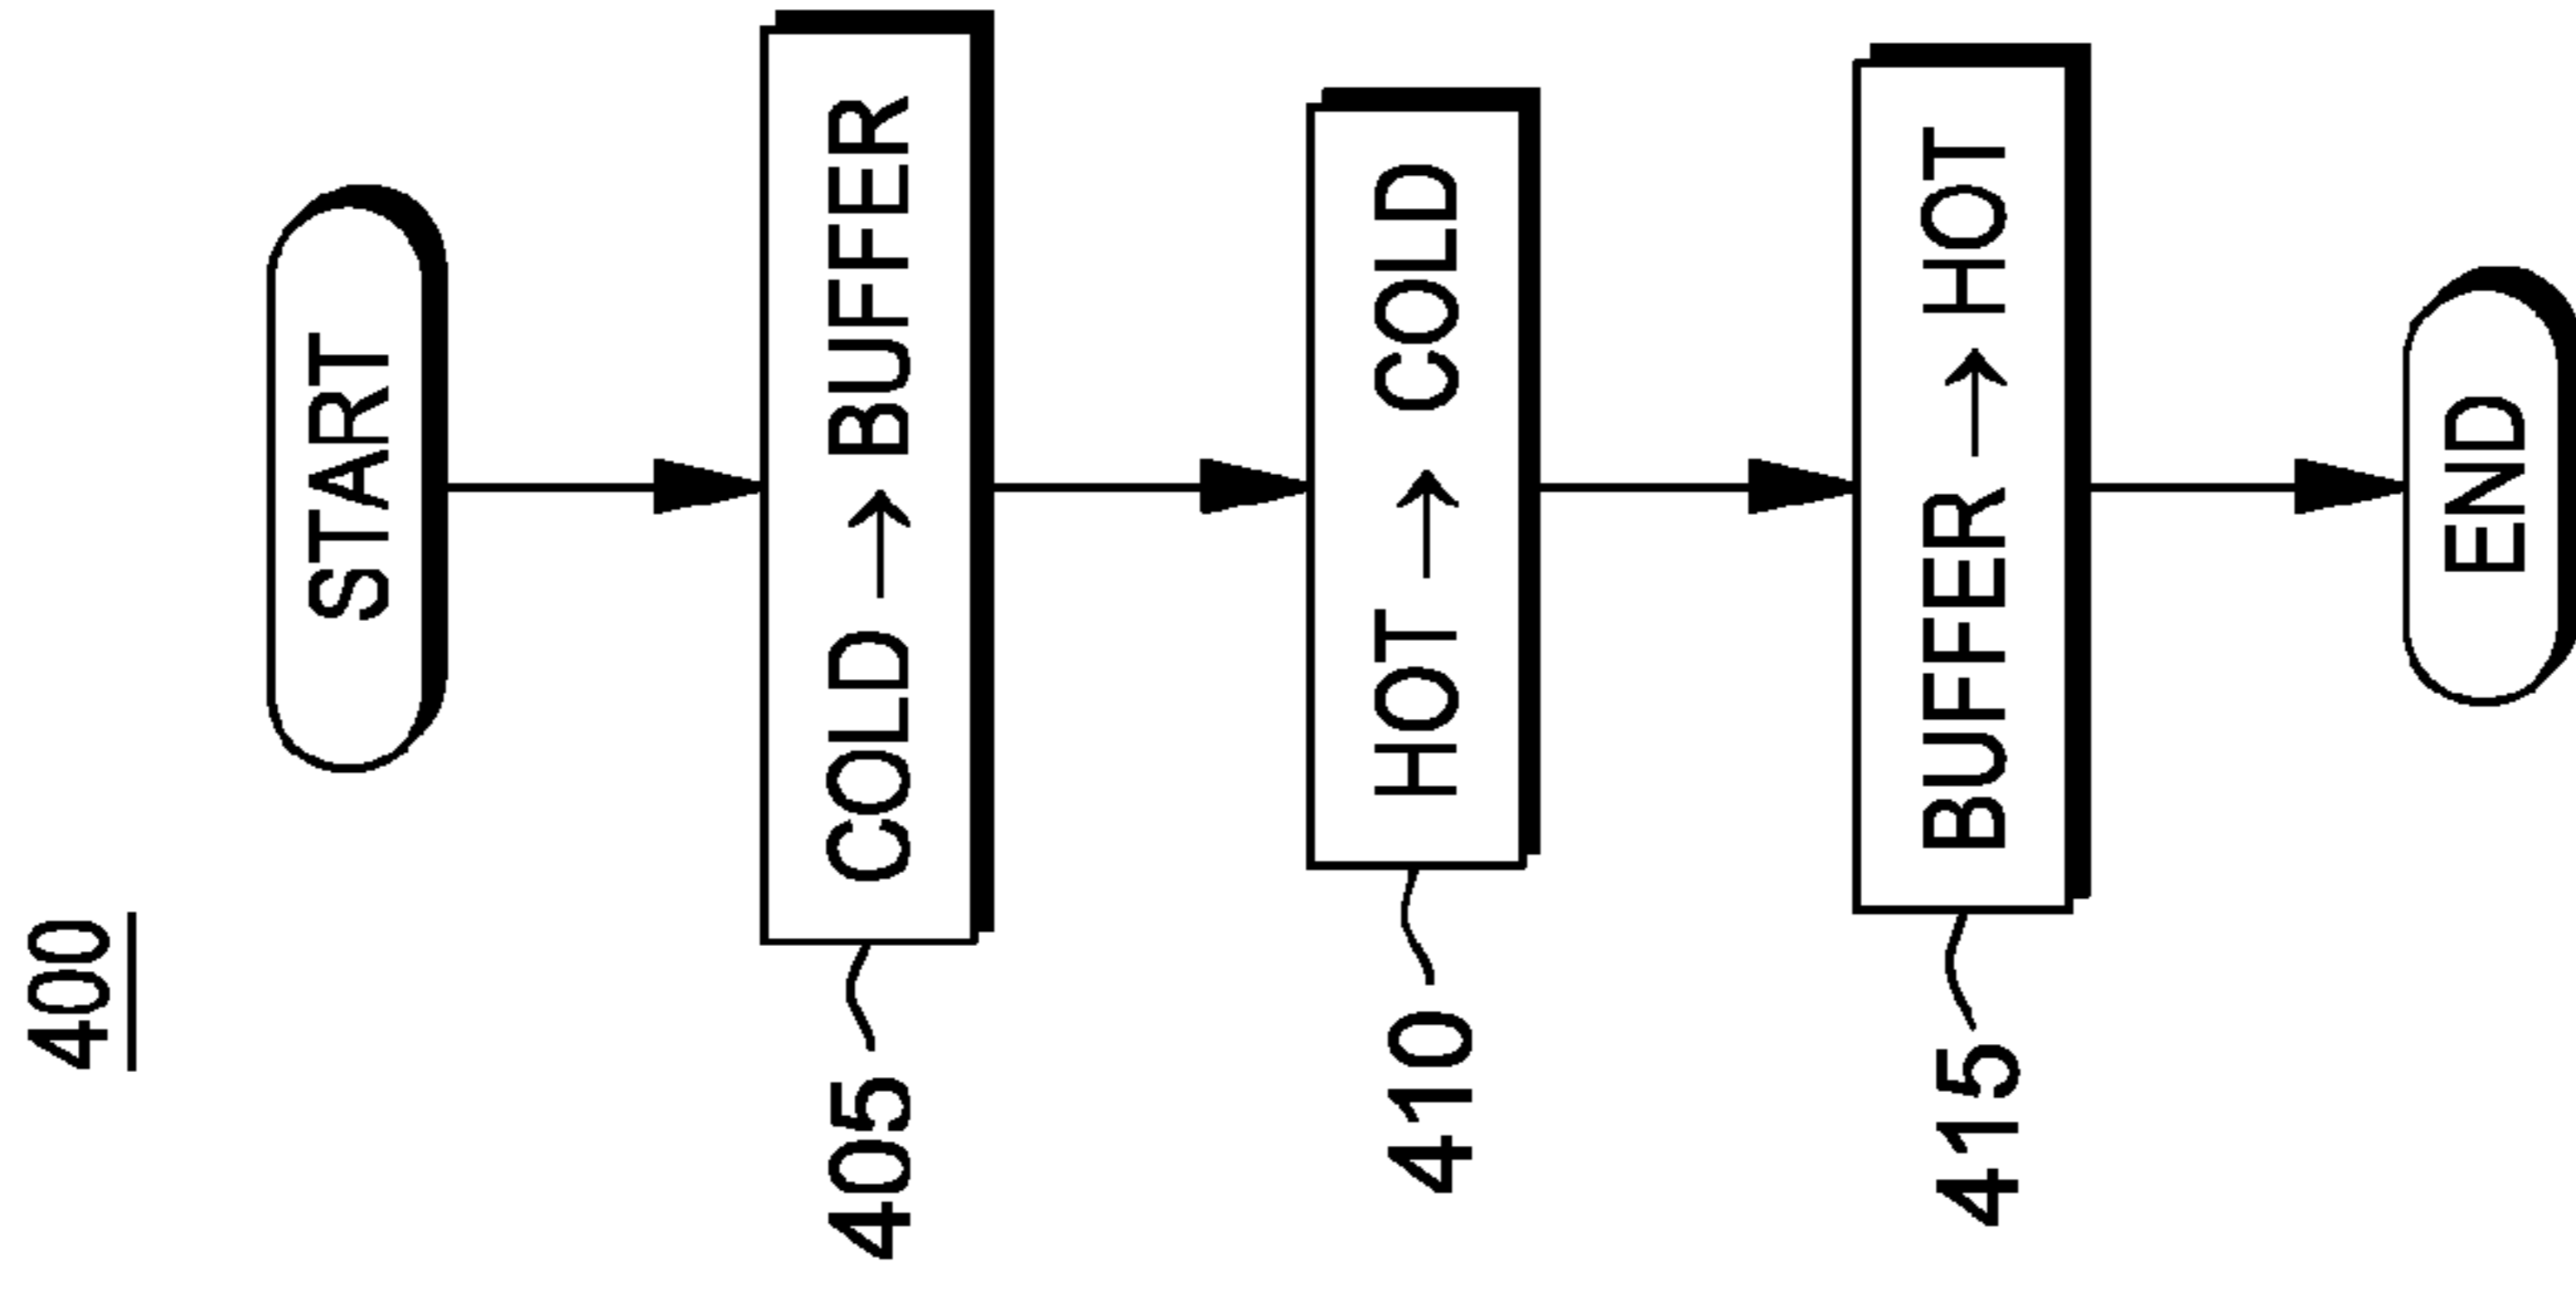 400
START
405
COLD → BUFFER
410
HOT → COLD
415
BUFFER → HOT
END